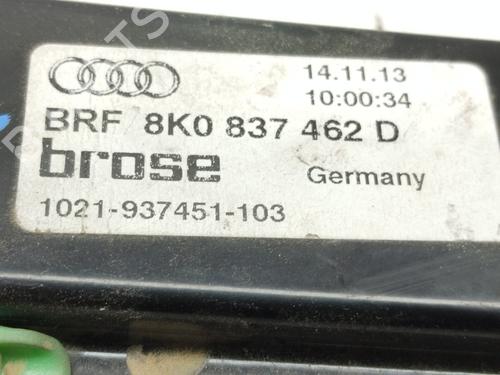 14.11.13
10:00:34
BRF 8K0 837 462 D
brose
Germany
1021-937451-103